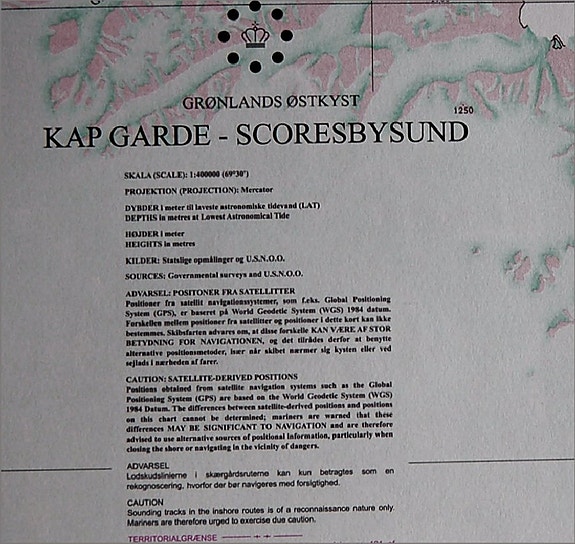 GRØNLANDS ØSTKYST
1250
KAP GARDE - SCORESBYSUND
SKALA (SCALE): 1:400000 (69°30')
PROJEKTION (PROJECTION): Mercator
DYBDER i meter til laveste astronomiske tidevand (LAT)
DEPTHS in metres at Lowest Astronomical Tide
HØJDER i meter
HEIGHTS in metres
KILDER: Statslige opmålinger og U.S.N.O.O.
SOURCES: Governmental surveys and U.S.N.O.O.
ADVARSEL: POSITONER FRA SATELLITTER
Positioner fra satellit navigationssystemer, som f.eks. Global Positioning
System (GPS), er baseret på World Geodetic System (WGS) 1984 datum.
Forskellen mellem positioner fra satellitter og positioner i dette kort kan ikke
bestemmes. Skibsfarten advares om, at disse forskelle KAN VÆRE AF STOR
BETYDNING FOR NAVIGATIONEN, og det tilrådes derfor at benytte
alternative positionsmetoder, især når skibet nærmer sig kysten eller ved
sejlads i nærheden af farer.
CAUTION: SATELLITE-DERIVED POSITIONS
Positions obtained from satellite navigation systems such as the Global
Positioning System (GPS) are based on the World Geodetic System (WGS)
1984 Datum. The differences between satellite-derived positions and positions
on this chart cannot be determined; mariners are warned that these
differences MAY BE SIGNIFICANT TO NAVIGATION and are therefore
advised to use alternative sources of positional information, particularly when
closing the shore or navigating in the vicinity of dangers.
ADVARSEL
Lodskudslinierne i skærgårdsruterne kan kun betragtes som en
rekognoscering, hvorfor der bør navigeres med forsigtighed.
CAUTION
Sounding tracks in the inshore routes is of a reconnaissance nature only.
Mariners are therefore urged to exercise due caution.
TERRITORIALGRÆNSE